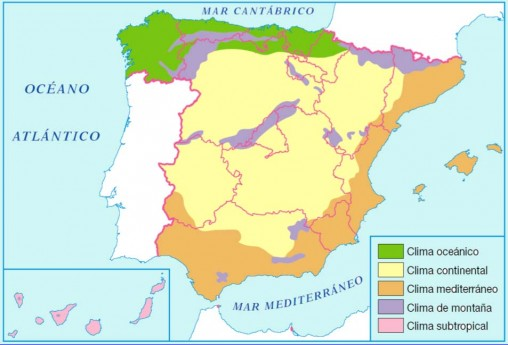 MAR CANTÁBRICO
OCÉANO
ATLÁNTICO
Clima oceánico
Clima continental
Clima mediterráneo
Clima de montaña
Clima subtropical
MAR MEDITERRÁNEO